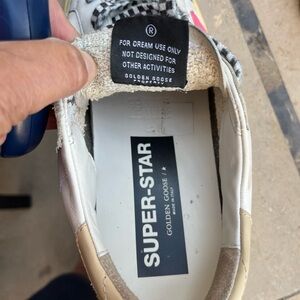 ®
FOR DREAM USE ONLY
NOT DESIGNED FOR
OTHER ACTIVITIES
GOLDEN GOOSE
SUPER-STAR
GOLDEN GOOSE /
MADE IN ITALY